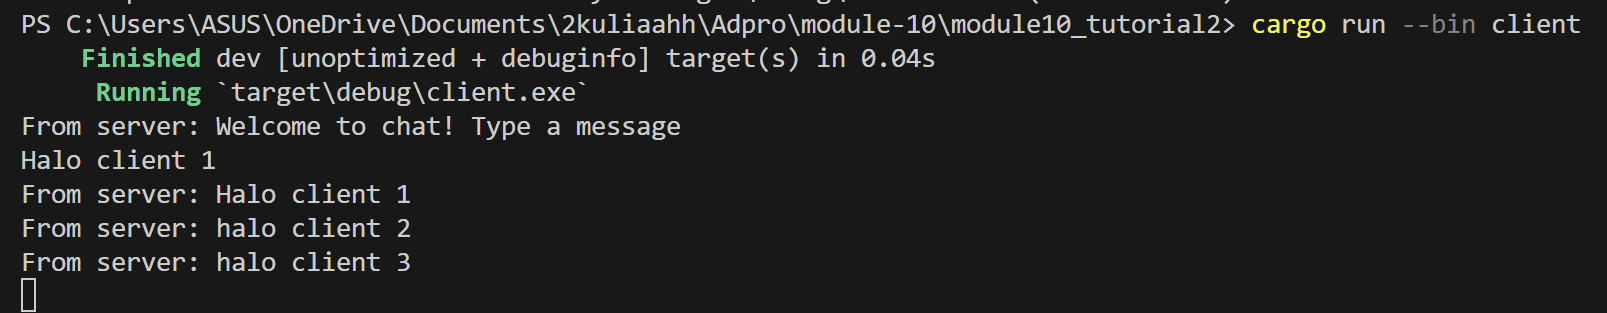 PS C:\Users\ASUS\OneDrive\Documents\2kuliaahh\Adpro\module-10\module10_tutorial2> cargo run --bin client
    Finished dev [unoptimized + debuginfo] target(s) in 0.04s
     Running `target\debug\client.exe`
From server: Welcome to chat! Type a message
Halo client 1
From server: Halo client 1
From server: halo client 2
From server: halo client 3